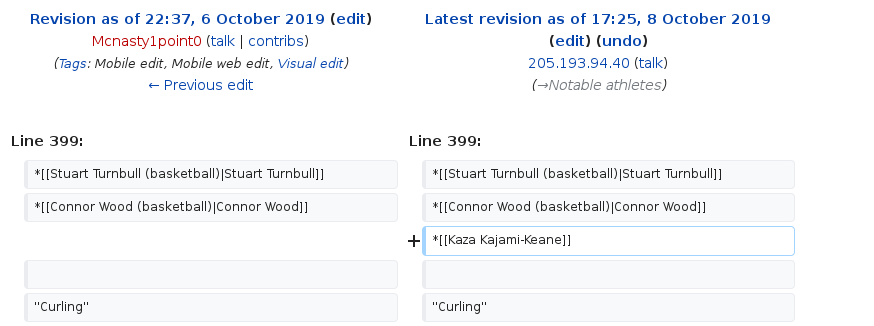 Revision as of 22:37, 6 October 2019 (edit)
Mcnasty1point0 (talk | contribs)
(Tags: Mobile edit, Mobile web edit, Visual edit)
← Previous edit
Latest revision as of 17:25, 8 October 2019
(edit) (undo)
205.193.94.40 (talk)
(→Notable athletes)
Line 399:
Line 399:
*[[Stuart Turnbull (basketball)|Stuart Turnbull]]
*[[Stuart Turnbull (basketball)|Stuart Turnbull]]
*[[Connor Wood (basketball)|Connor Wood]]
*[[Connor Wood (basketball)|Connor Wood]]
+ *[[Kaza Kajami-Keane]]
''Curling''
''Curling''